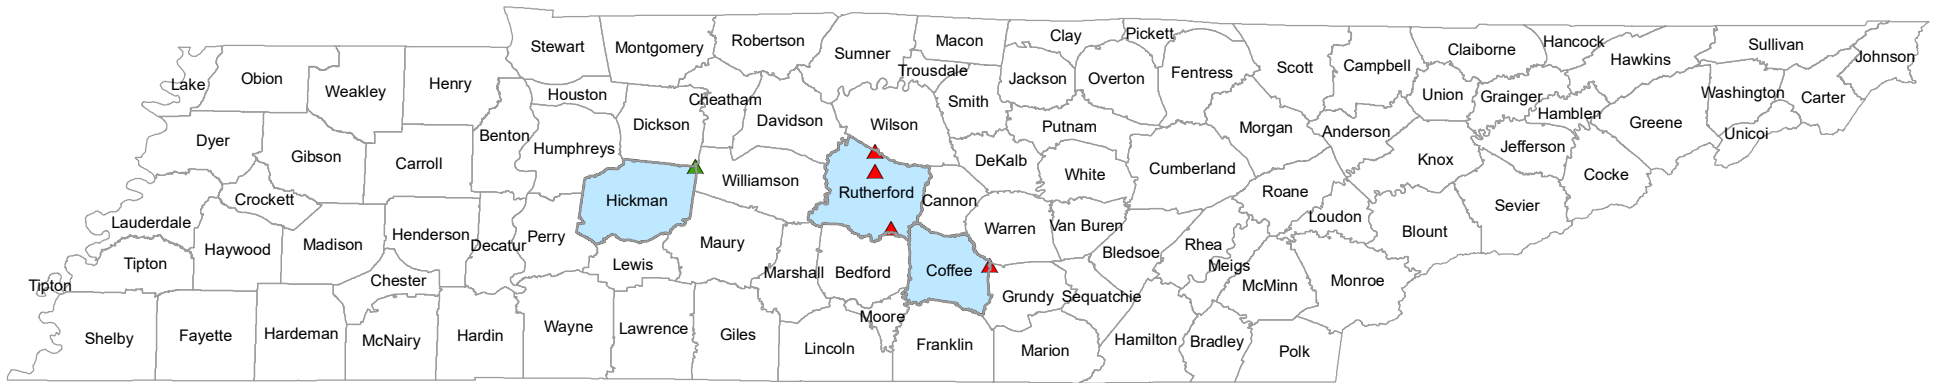 Stewart
Montgomery
Robertson
Sumner
Macon
Clay
Pickett
Scott
Claiborne
Hancock
Hawkins
Sullivan
Johnson
Lake
Obion
Weakley
Henry
Houston
Cheatham
Trousdale
Jackson
Overton
Fentress
Campbell
Union
Grainger
Hamblen
Washington
Carter
Dyer
Gibson
Carroll
Benton
Humphreys
Dickson
Davidson
Wilson
Smith
Putnam
Morgan
Anderson
Greene
Unicoi
Crockett
Hickman
Williamson
Rutherford
DeKalb
White
Cumberland
Roane
Knox
Jefferson
Cocke
Lauderdale
Haywood
Madison
Henderson
Decatur
Perry
Maury
Cannon
Warren
Van Buren
Bledsoe
Rhea
Loudon
Blount
Sevier
Tipton
Tipton
Chester
Lewis
Marshall
Bedford
Coffee
Grundy
Sequatchie
Meigs
McMinn
Monroe
Shelby
Fayette
Hardeman
McNairy
Hardin
Wayne
Lawrence
Giles
Lincoln
Moore
Franklin
Marion
Hamilton
Bradley
Polk